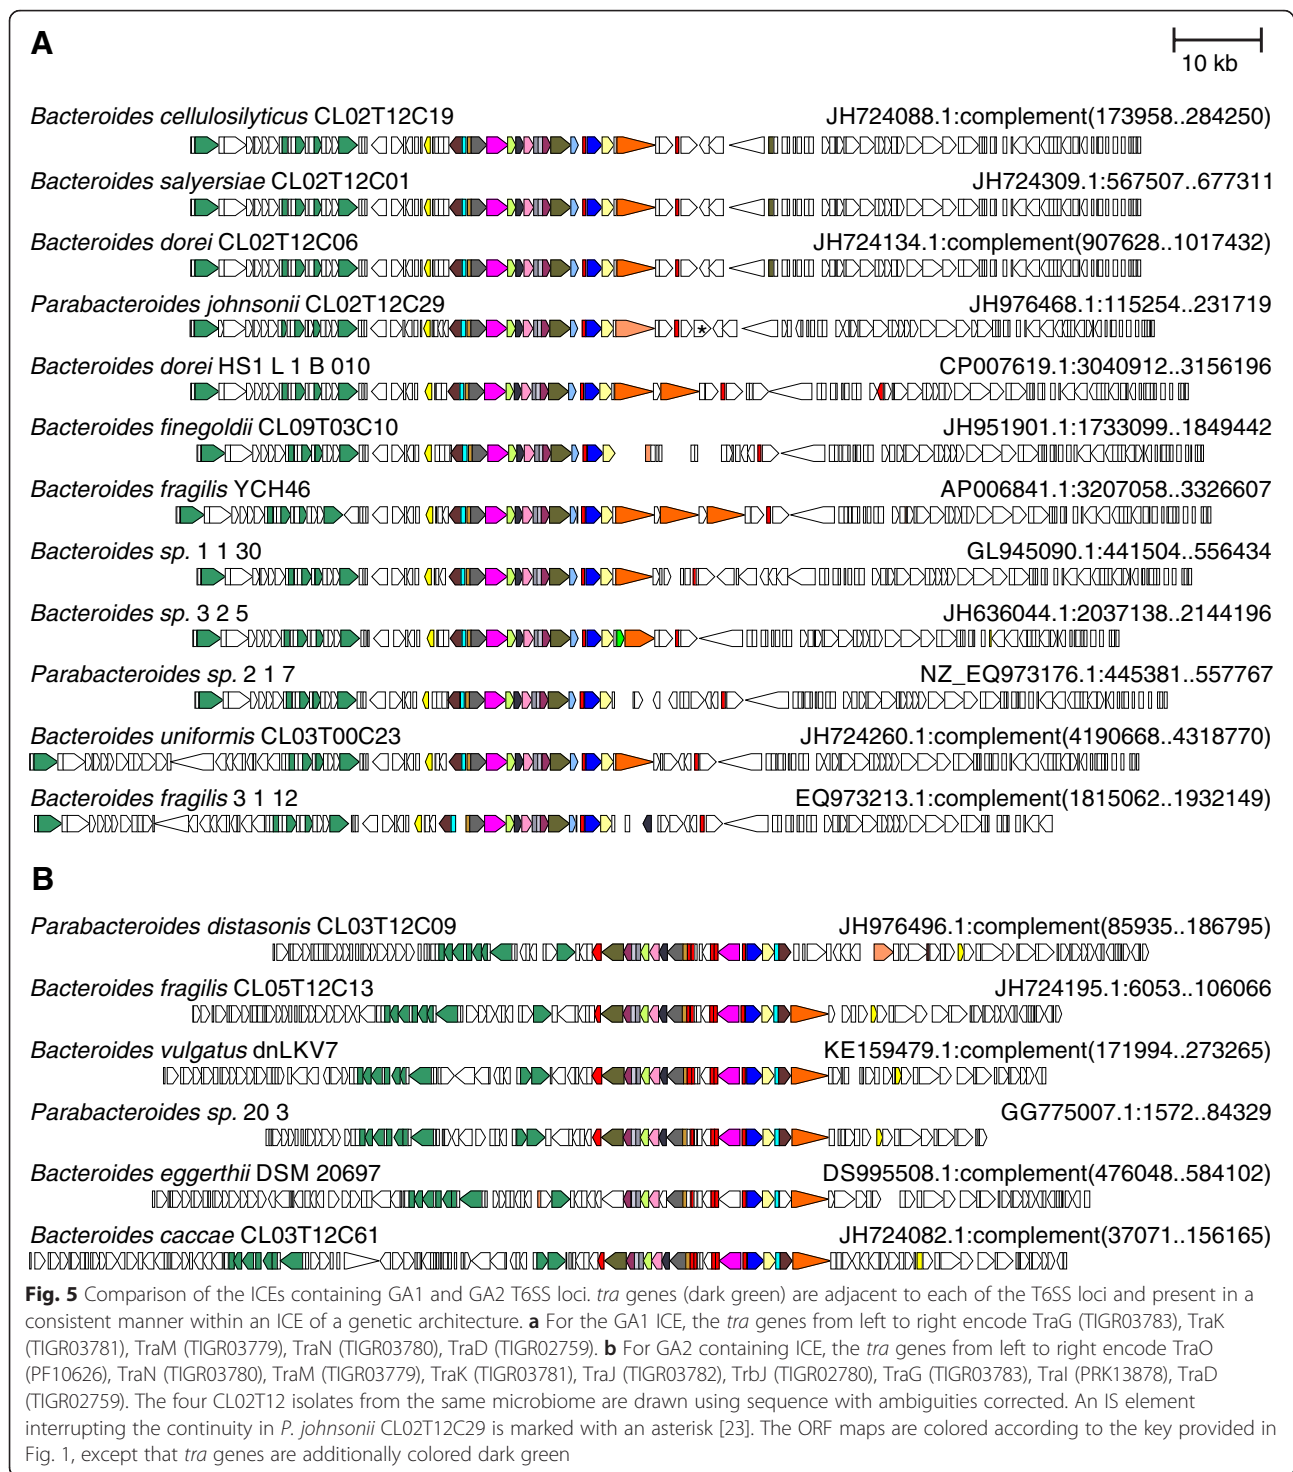 A
10 kb
Bacteroides cellulosilyticus CL02T12C19 JH724088.1:complement(173958..284250)
Bacteroides salyersiae CL02T12C01 JH724309.1:567507..677311
Bacteroides dorei CL02T12C06 JH724134.1:complement(907628..1017432)
Parabacteroides johnsonii CL02T12C29 JH976468.1:115254..231719
*
Bacteroides dorei HS1 L 1 B 010 CP007619.1:3040912..3156196
Bacteroides finegoldii CL09T03C10 JH951901.1:1733099..1849442
Bacteroides fragilis YCH46 AP006841.1:3207058..3326607
Bacteroides sp. 1 1 30 GL945090.1:441504..556434
Bacteroides sp. 3 2 5 JH636044.1:2037138..2144196
Parabacteroides sp. 2 1 7 NZ_EQ973176.1:445381..557767
Bacteroides uniformis CL03T00C23 JH724260.1:complement(4190668..4318770)
Bacteroides fragilis 3 1 12 EQ973213.1:complement(1815062..1932149)
B
Parabacteroides distasonis CL03T12C09 JH976496.1:complement(85935..186795)
Bacteroides fragilis CL05T12C13 JH724195.1:6053..106066
Bacteroides vulgatus dnLKV7 KE159479.1:complement(171994..273265)
Parabacteroides sp. 20 3 GG775007.1:1572..84329
Bacteroides eggerthii DSM 20697 DS995508.1:complement(476048..584102)
Bacteroides caccae CL03T12C61 JH724082.1:complement(37071..156165)
Fig. 5 Comparison of the ICEs containing GA1 and GA2 T6SS loci. tra genes (dark green) are adjacent to each of the T6SS loci and present in a
consistent manner within an ICE of a genetic architecture. a For the GA1 ICE, the tra genes from left to right encode TraG (TIGR03783), TraK
(TIGR03781), TraM (TIGR03779), TraN (TIGR03780), TraD (TIGR02759). b For GA2 containing ICE, the tra genes from left to right encode TraO
(PF10626), TraN (TIGR03780), TraM (TIGR03779), TraK (TIGR03781), TraJ (TIGR03782), TrbJ (TIGR02780), TraG (TIGR03783), TraI (PRK13878), TraD
(TIGR02759). The four CL02T12 isolates from the same microbiome are drawn using sequence with ambiguities corrected. An IS element
interrupting the continuity in P. johnsonii CL02T12C29 is marked with an asterisk [23]. The ORF maps are colored according to the key provided in
Fig. 1, except that tra genes are additionally colored dark green